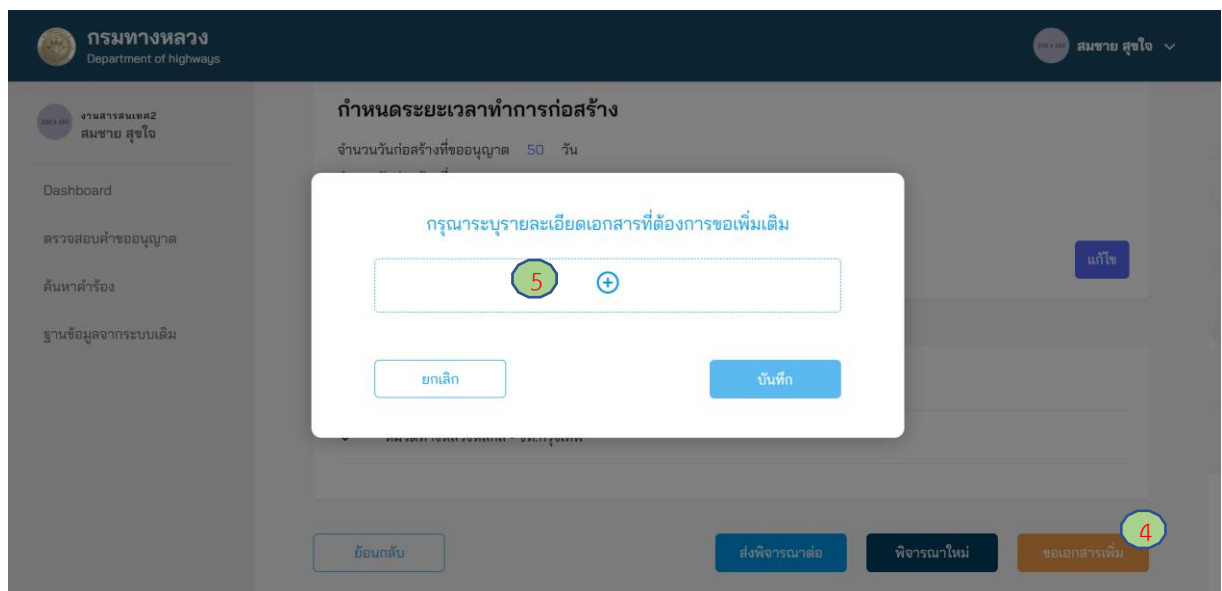 กรมทางหลวง
Department of highways
สมชาย สุขใจ
งานสารสนเทศ2
สมชาย สุขใจ
Dashboard
ตรวจสอบคำขออนุญาต
ค้นหาคำร้อง
ฐานข้อมูลจากระบบเดิม
กำหนดระยะเวลาทำการก่อสร้าง
จำนวนวันก่อสร้างที่ขออนุญาต 50 วัน
กรุณาระบุรายละเอียดเอกสารที่ต้องการขอเพิ่มเติม
5
แก้ไข
ยกเลิก
บันทึก
4
ย้อนกลับ
ส่งพิจารณาต่อ
พิจารณาใหม่
ขอเอกสารเพิ่ม